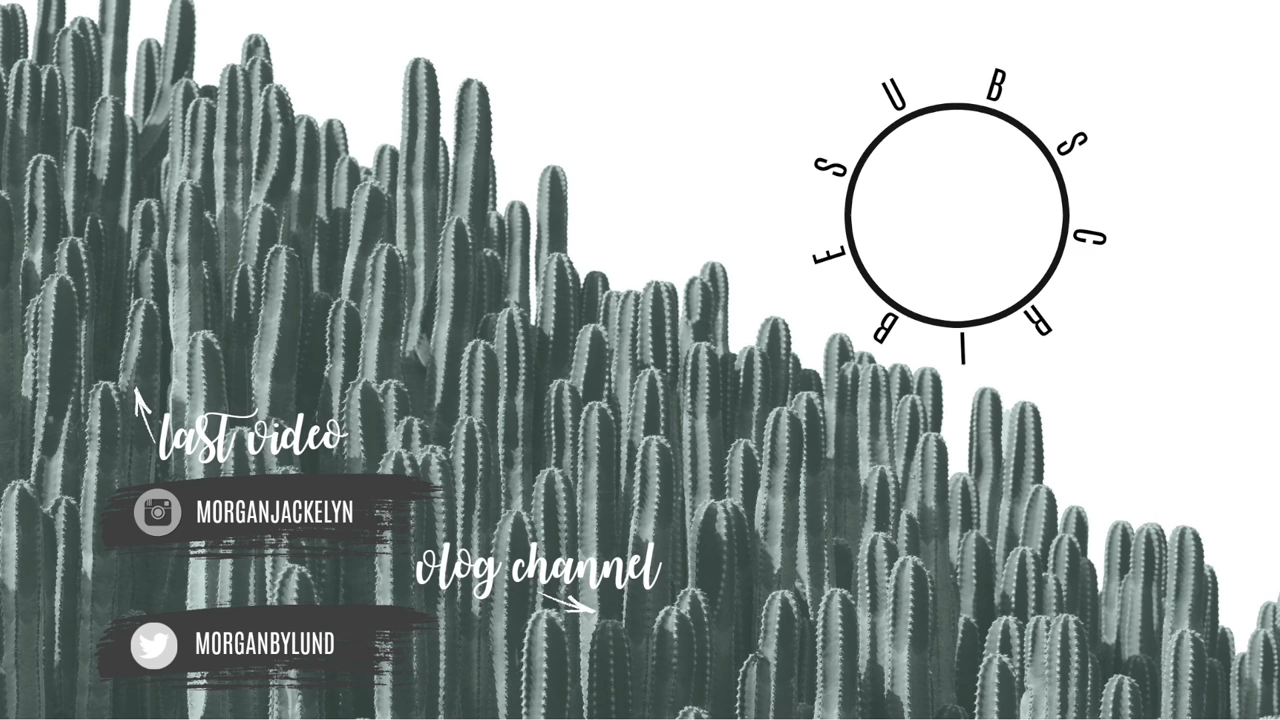 SUBSCRIBE
last video
MORGANJACKELYN
vlog channel
MORGANBYLUND